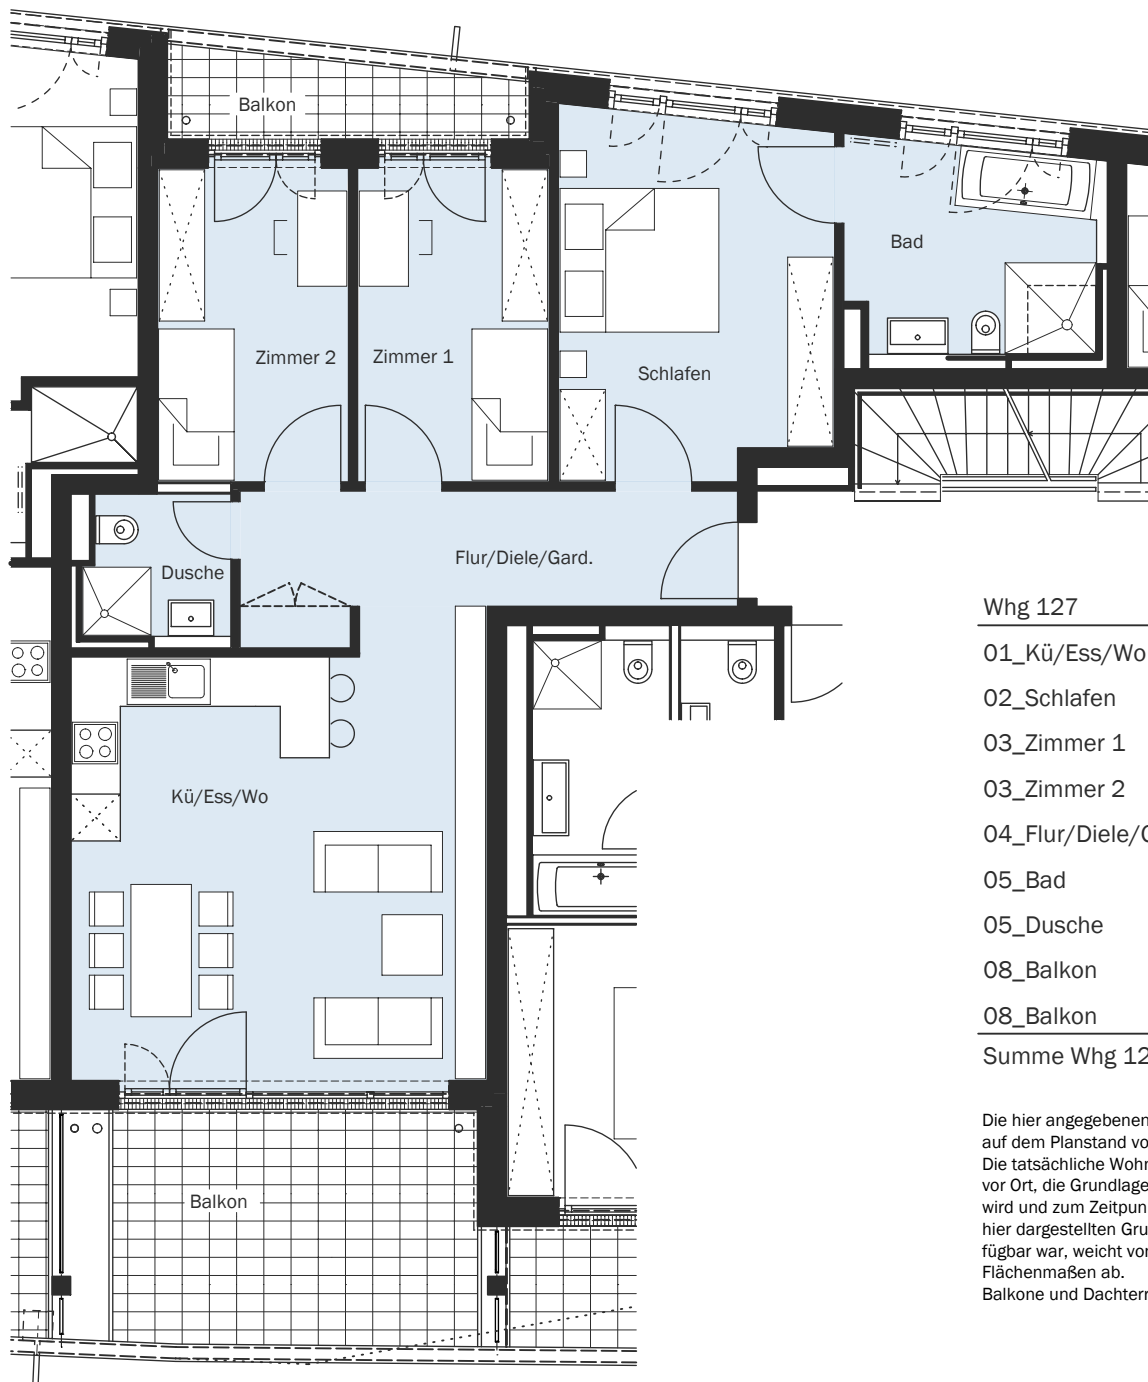 Balkon
Bad
Zimmer 2
Zimmer 1
Schlafen
Flur/Diele/Gard.
Dusche
Kü/Ess/Wo
Balkon
Whg 127
01_Kü/Ess/Wo
02_Schlafen
03_Zimmer 1
03_Zimmer 2
04_Flur/Diele/
05_Bad
05_Dusche
08_Balkon
08_Balkon
Summe Whg 12
Die hier angegebenen
auf dem Planstand vo
Die tatsächliche Wohn
vor Ort, die Grundlage
wird und zum Zeitpun
hier dargestellten Gru
fügbar war, weicht vor
Flächenmaßen ab.
Balkone und Dachterr